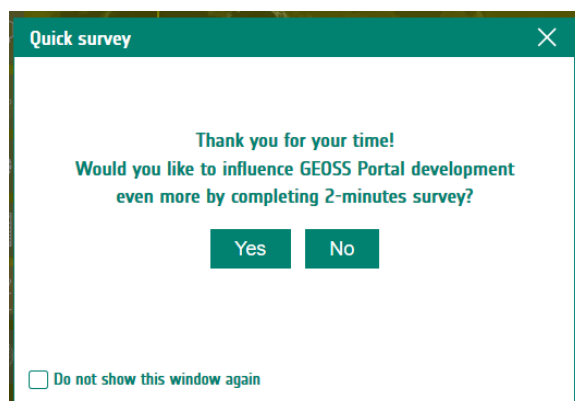 Quick survey
Thank you for your time!
Would you like to influence GEOSS Portal development
even more by completing 2-minutes survey?
Yes No
Do not show this window again